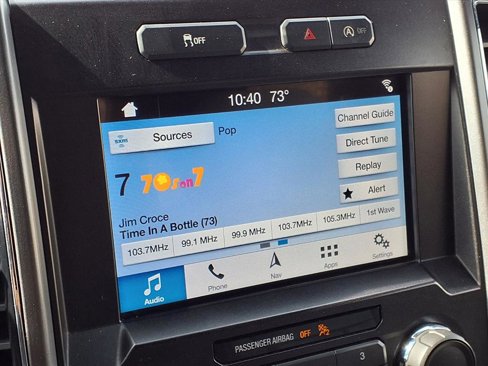 OFF
OFF
10:40 73°
SXM
Sources
Pop
Channel Guide
Direct Tune
Replay
Alert
7 70s on 7
Jim Croce
Time In A Bottle (73)
103.7MHz 99.1 MHz 99.9 MHz 103.7MHz 105.3MHz 1st Wave
Audio Phone Nav Apps Settings
PASSENGER AIRBAG OFF
3